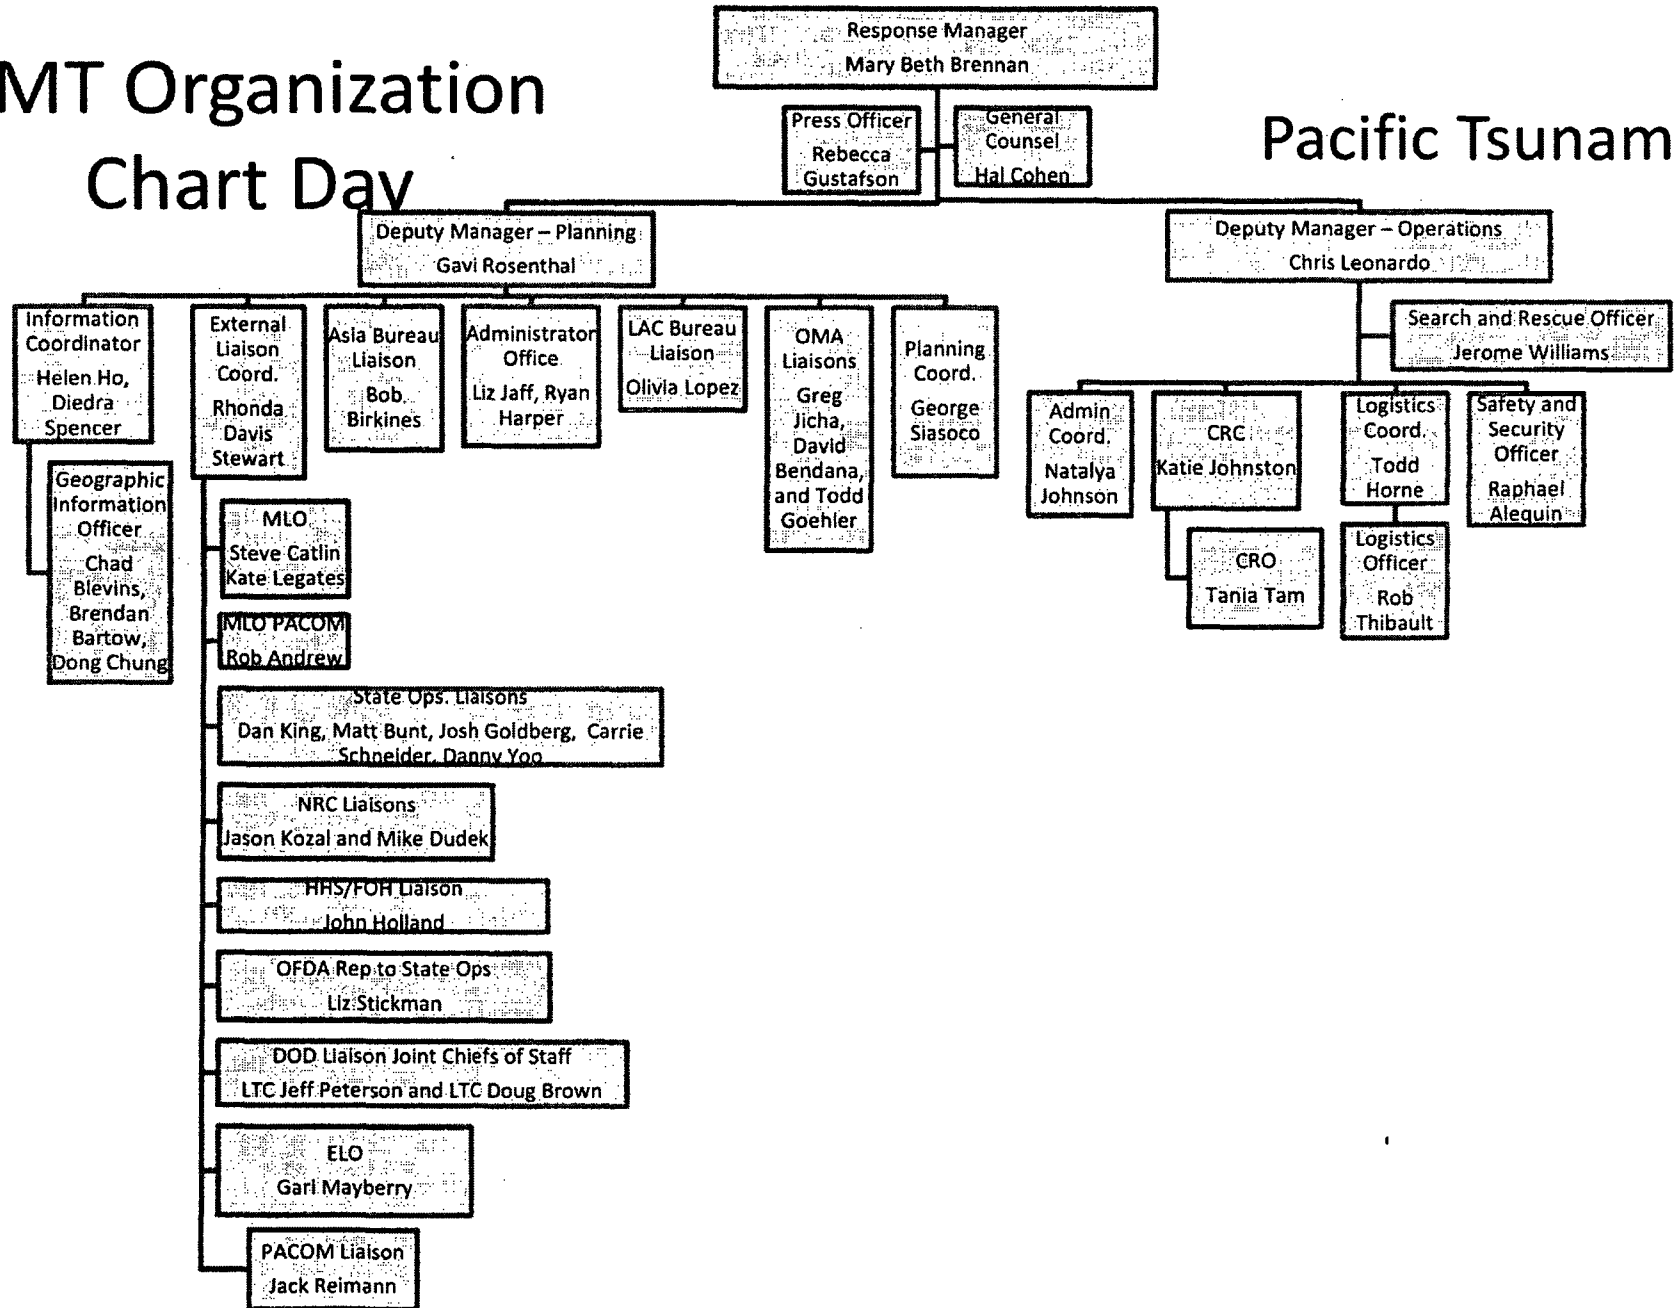 MT Organization
Chart Day
Pacific Tsunam
Response Manager
Mary Beth Brennan
Press Officer
Rebecca
Gustafson
General
Counsel
Hal Cohen
Deputy Manager – Planning
Gavi Rosenthal
Deputy Manager – Operations
Chris Leonardo
Information
Coordinator
Helen Ho,
Diedra
Spencer
Geographic
Information
Officer
Chad
Blevins,
Brendan
Bartow,
Dong Chung
External
Liaison
Coord.
Rhonda
Davis
Stewart
Asia Bureau
Liaison
Bob
Birkines
Administrator
Office
Liz Jaff, Ryan
Harper
LAC Bureau
Liaison
Olivia Lopez
OMA
Liaisons
Greg
Jicha,
David
Bendana,
and Todd
Goehler
Planning
Coord.
George
Siasoco
MLO
Steve Catlin
Kate Legates
MLO PACOM
Rob Andrew
State Ops. Liaisons
Dan King, Matt Bunt, Josh Goldberg, Carrie
Schneider, Danny Yoo
NRC Liaisons
Jason Kozal and Mike Dudek
HHS/FOH Liaison
John Holland
OFDA Rep to State Ops
Liz Stickman
DOD Liaison Joint Chiefs of Staff
LTC Jeff Peterson and LTC Doug Brown
ELO
Garl Mayberry
PACOM Liaison
Jack Reimann
Search and Rescue Officer
Jerome Williams
Admin
Coord.
Natalya
Johnson
CRC
Katie Johnston
CRO
Tania Tam
Logistics
Coord.
Todd
Horne
Logistics
Officer
Rob
Thibault
Safety and
Security
Officer
Raphael
Alequin